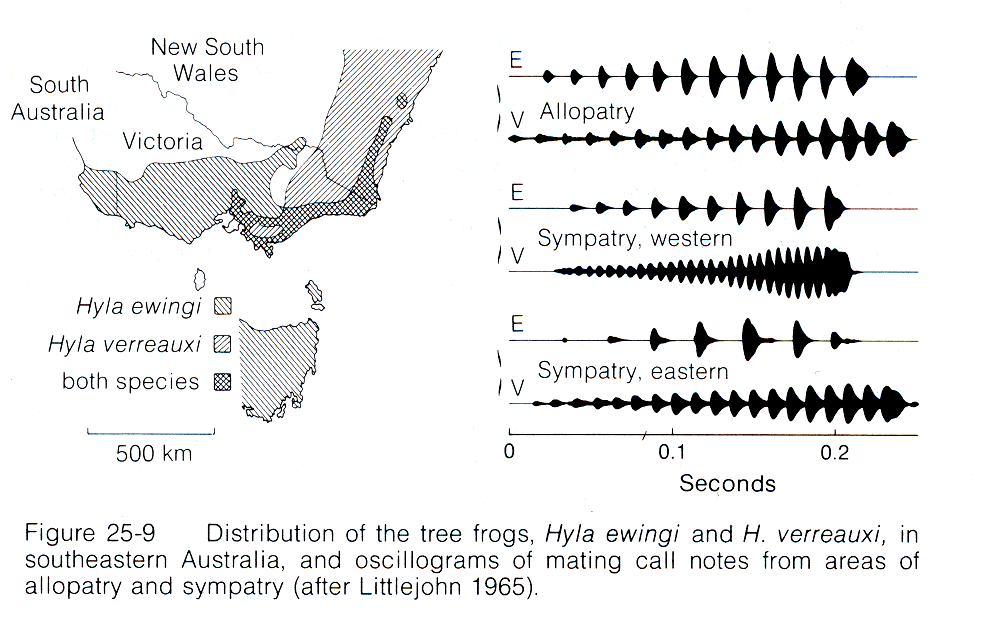 New South
Wales
South
Australia
Victoria
Hyla ewingi
Hyla verreauxi
both species
500 km
E
V Allopatry
E
Sympatry, western
V
E
Sympatry, eastern
V
0 0.1 0.2
Seconds
Figure 25-9 Distribution of the tree frogs, Hyla ewingi and H. verreauxi, in
southeastern Australia, and oscillograms of mating call notes from areas of
allopatry and sympatry (after Littlejohn 1965).